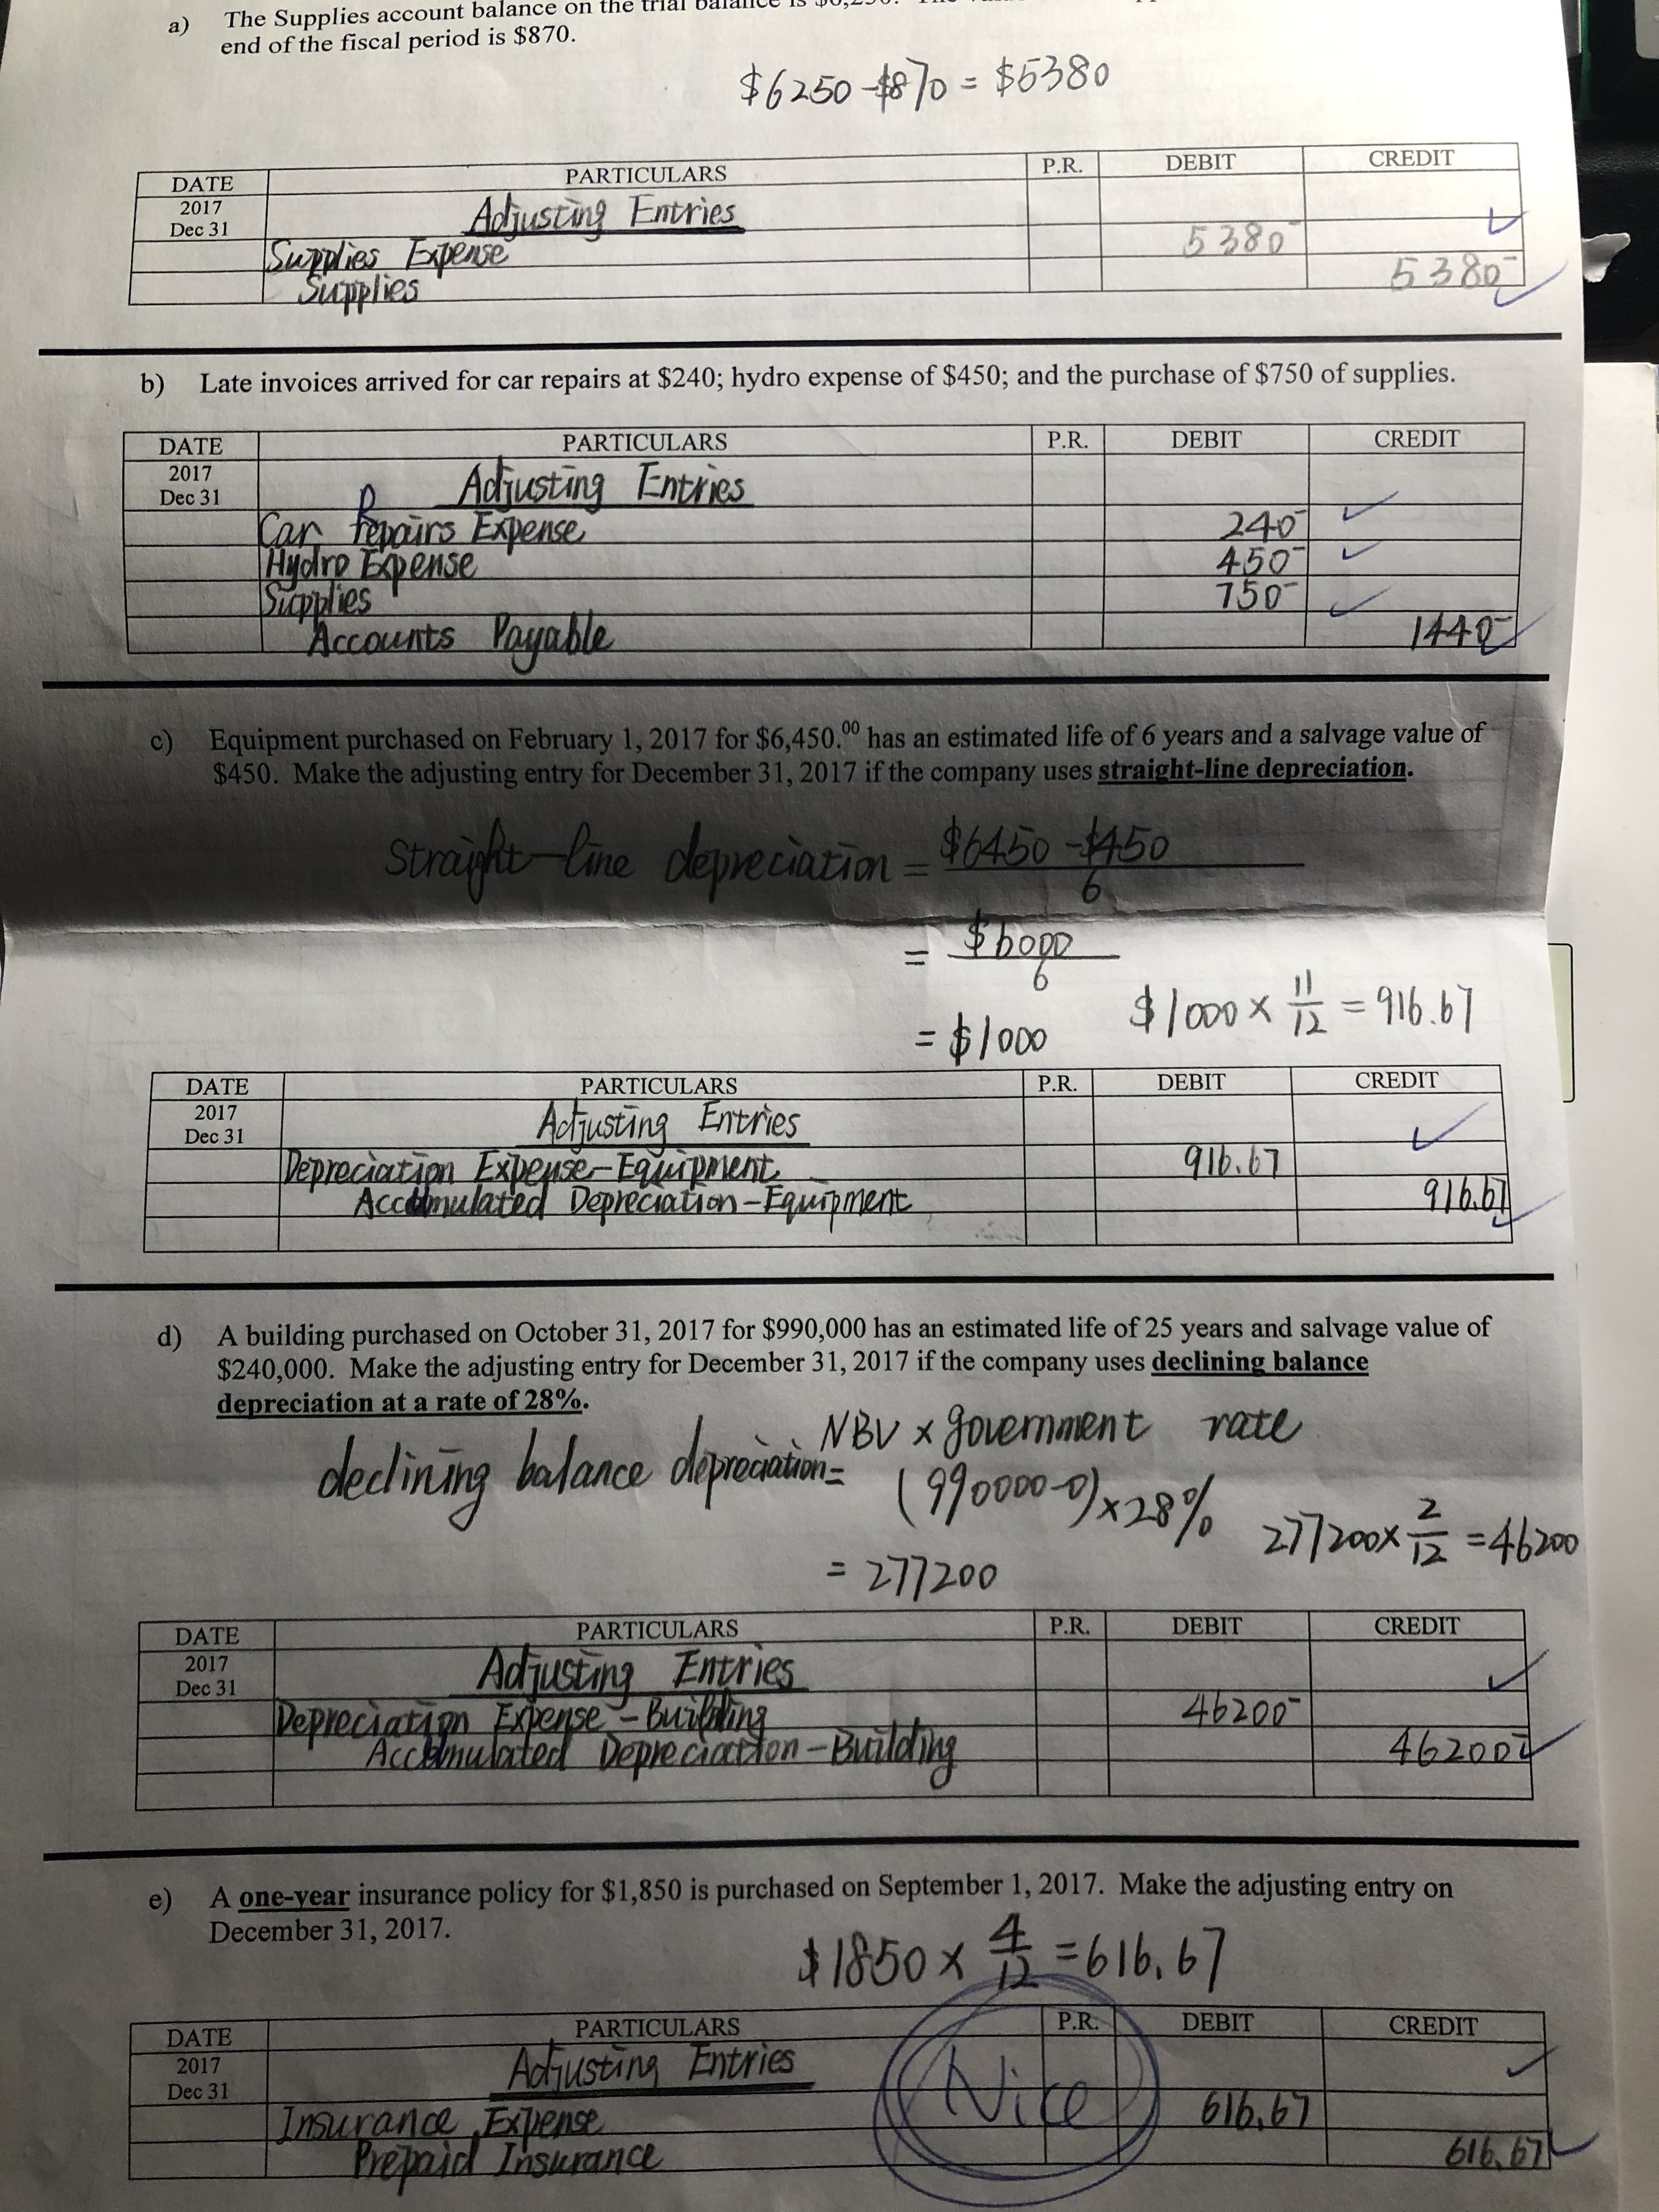 a) The Supplies account balance on the trial balance is $6,250.
end of the fiscal period is $870.
$6250 - $870 = $5380
DATE PARTICULARS P.R. DEBIT CREDIT
2017
Dec 31 Adjusting Entries
Supplies Expense 5380-
Supplies 5380-
b) Late invoices arrived for car repairs at $240; hydro expense of $450; and the purchase of $750 of supplies.
DATE PARTICULARS P.R. DEBIT CREDIT
2017
Dec 31 Adjusting Entries
Car Repairs Expense 240-
Hydro Expense 450-
Supplies 750-
Accounts Payable 1440-
c) Equipment purchased on February 1, 2017 for $6,450.00 has an estimated life of 6 years and a salvage value of
$450. Make the adjusting entry for December 31, 2017 if the company uses straight-line depreciation.
Straight-line depreciation = $6450 - $450
6
= $6000
6
= $1000 $1000 × 11/12 = 916.67
DATE PARTICULARS P.R. DEBIT CREDIT
2017
Dec 31 Adjusting Entries
Depreciation Expense-Equipment 916.67
Accumulated Depreciation-Equipment 916.67
d) A building purchased on October 31, 2017 for $990,000 has an estimated life of 25 years and salvage value of
$240,000. Make the adjusting entry for December 31, 2017 if the company uses declining balance
depreciation at a rate of 28%.
declining balance depreciation = NBV × government rate
(990000-0) × 28% 277200 × 2/12 = 46200
= 277200
DATE PARTICULARS P.R. DEBIT CREDIT
2017
Dec 31 Adjusting Entries
Depreciation Expense-Building 46200-
Accumulated Depreciation-Building 46200-
e) A one-year insurance policy for $1,850 is purchased on September 1, 2017. Make the adjusting entry on
December 31, 2017.
$1850 × 4/12 = 616.67
DATE PARTICULARS P.R. DEBIT CREDIT
2017
Dec 31 Adjusting Entries
Nice
Insurance Expense 616.67
Prepaid Insurance 616.67